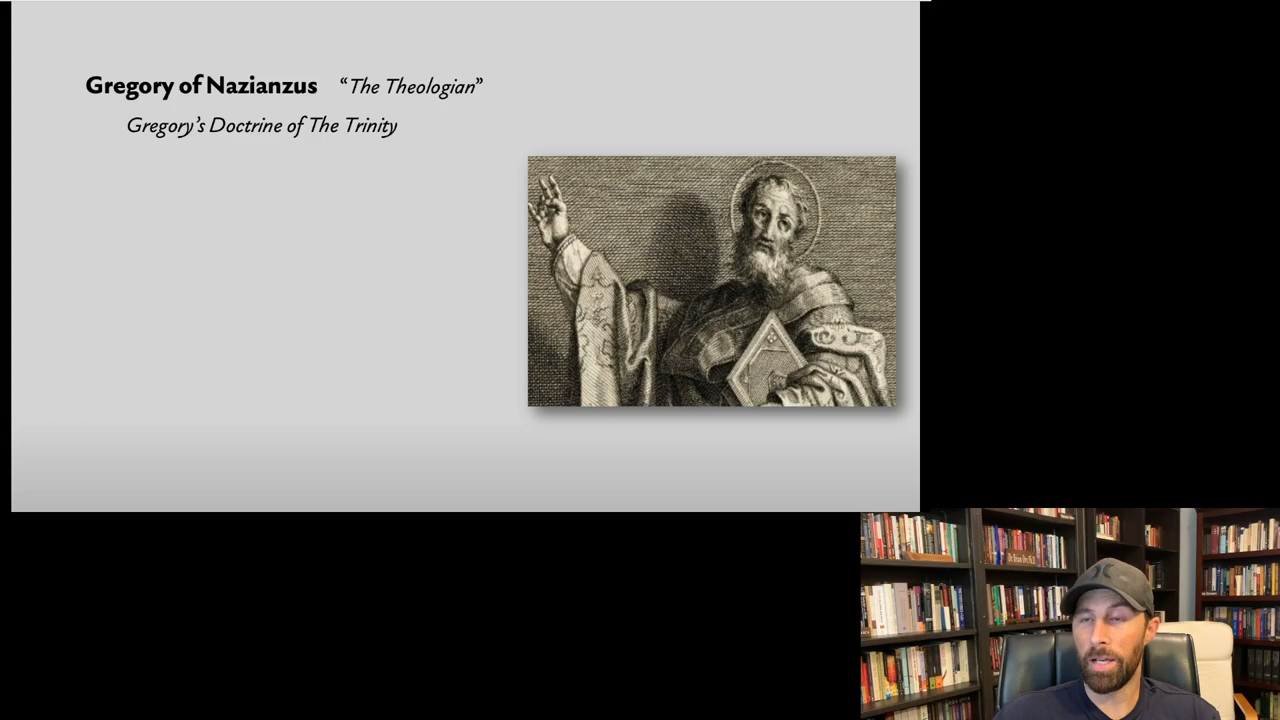 Gregory of Nazianzus “The Theologian”
Gregory’s Doctrine of The Trinity